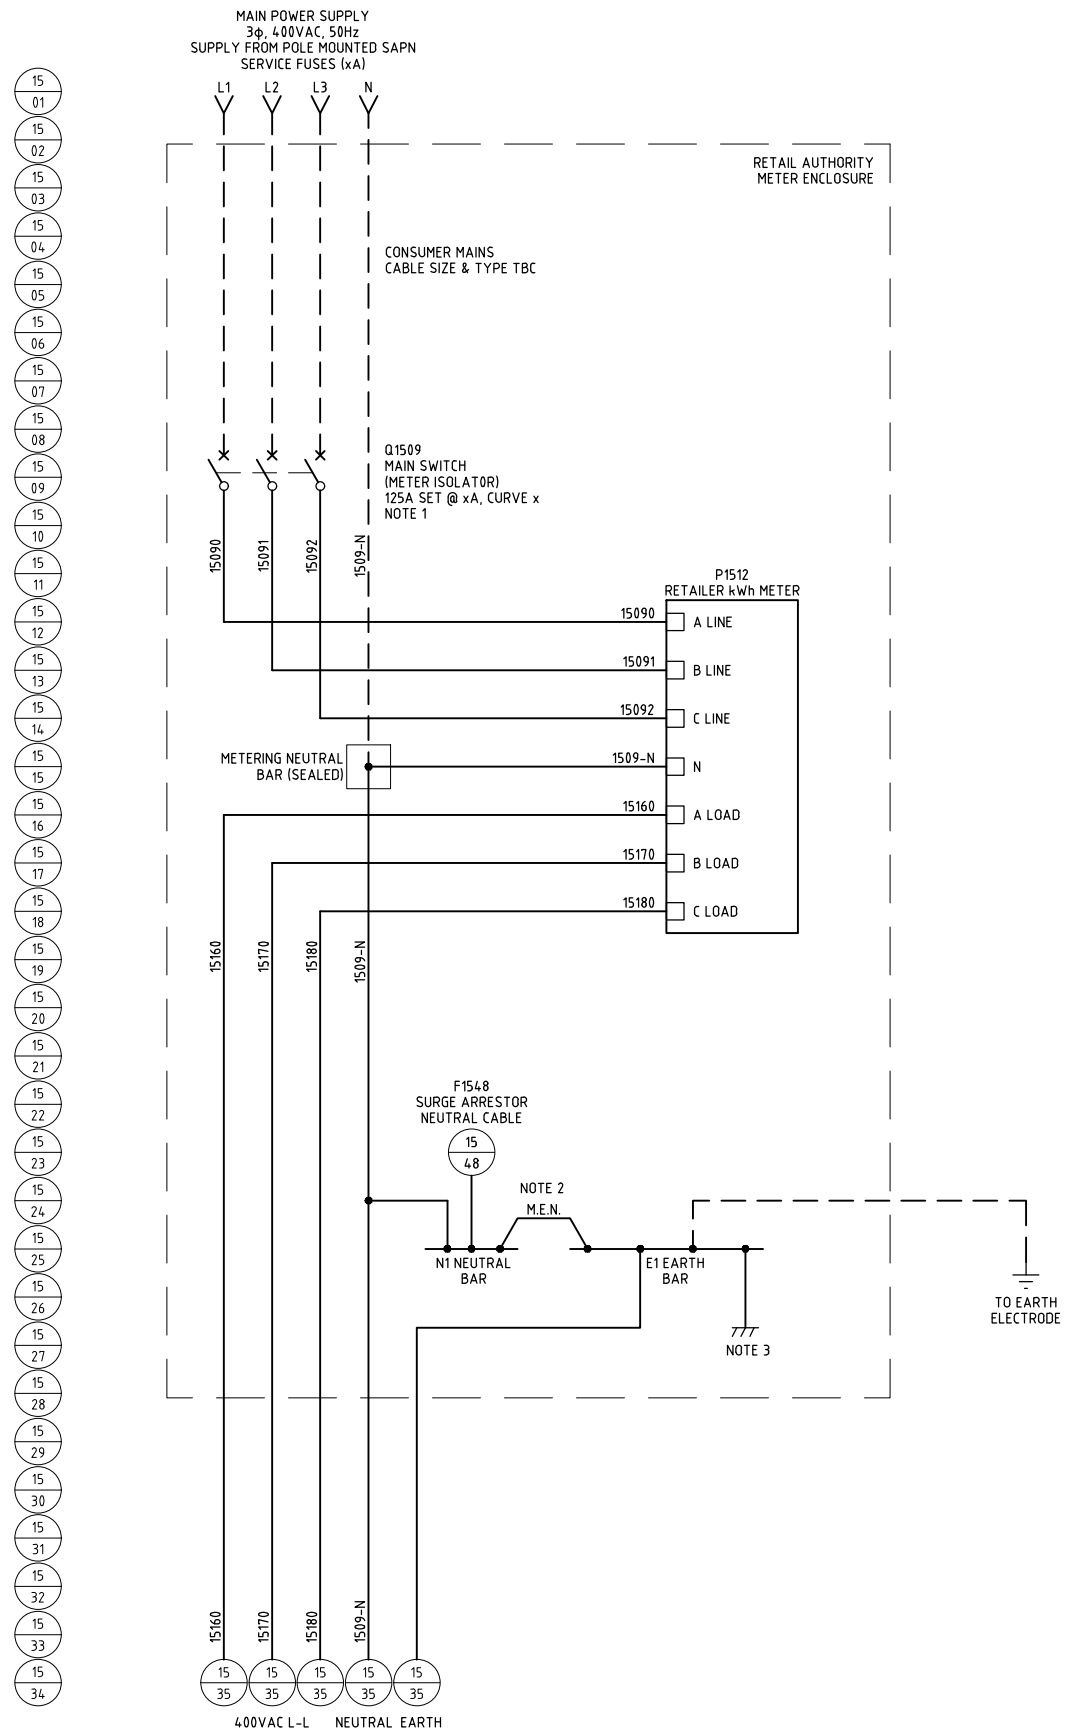 MAIN POWER SUPPLY
3ϕ, 400VAC, 50Hz
SUPPLY FROM POLE MOUNTED SAPN
SERVICE FUSES (xA)
L1 L2 L3 N
15
01
15
02
15
03
15
04
15
05
15
06
15
07
15
08
15
09
15
10
15
11
15
12
15
13
15
14
15
15
15
16
15
17
15
18
15
19
15
20
15
21
15
22
15
23
15
24
15
25
15
26
15
27
15
28
15
29
15
30
15
31
15
32
15
33
15
34
RETAIL AUTHORITY
METER ENCLOSURE
CONSUMER MAINS
CABLE SIZE & TYPE TBC
Q1509
MAIN SWITCH
(METER ISOLATOR)
125A SET @ xA, CURVE x
NOTE 1
15090
15091
15092
1509-N
P1512
RETAILER kWh METER
15090 A LINE
15091 B LINE
15092 C LINE
1509-N N
15160 A LOAD
15170 B LOAD
15180 C LOAD
METERING NEUTRAL
BAR (SEALED)
15160
15170
15180
1509-N
F1548
SURGE ARRESTOR
NEUTRAL CABLE
15
48
NOTE 2
M.E.N.
N1 NEUTRAL
BAR
E1 EARTH
BAR
NOTE 3
TO EARTH
ELECTRODE
15160
15170
15180
1509-N
15 15 15 15 15
35 35 35 35 35
400VAC L-L NEUTRAL EARTH